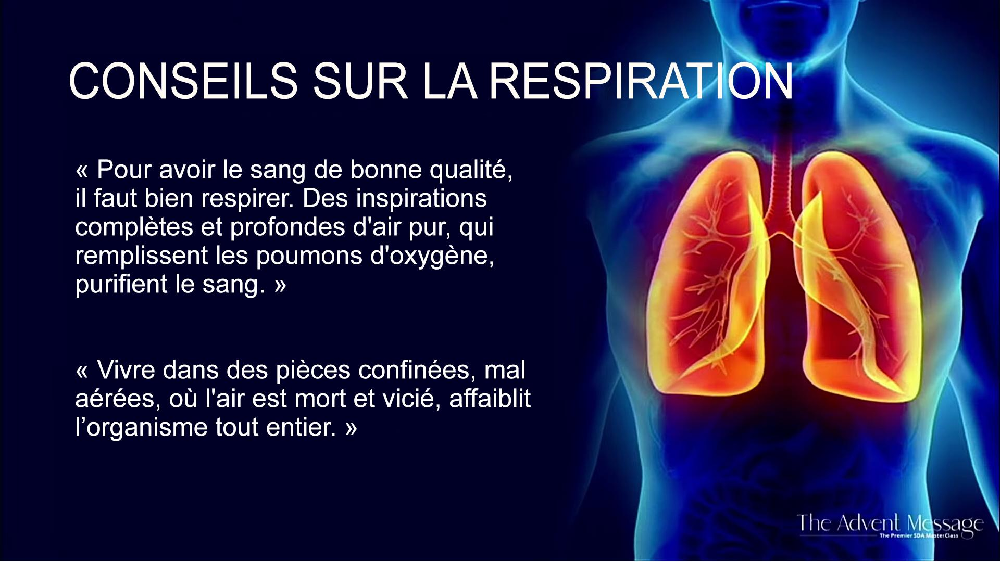 CONSEILS SUR LA RESPIRATION
« Pour avoir le sang de bonne qualité,
il faut bien respirer. Des inspirations
complètes et profondes d'air pur, qui
remplissent les poumons d'oxygène,
purifient le sang. »
« Vivre dans des pièces confinées, mal
aérées, où l'air est mort et vicié, affaiblit
l’organisme tout entier. »
The Advent Message
The Premier SDA MasterClass